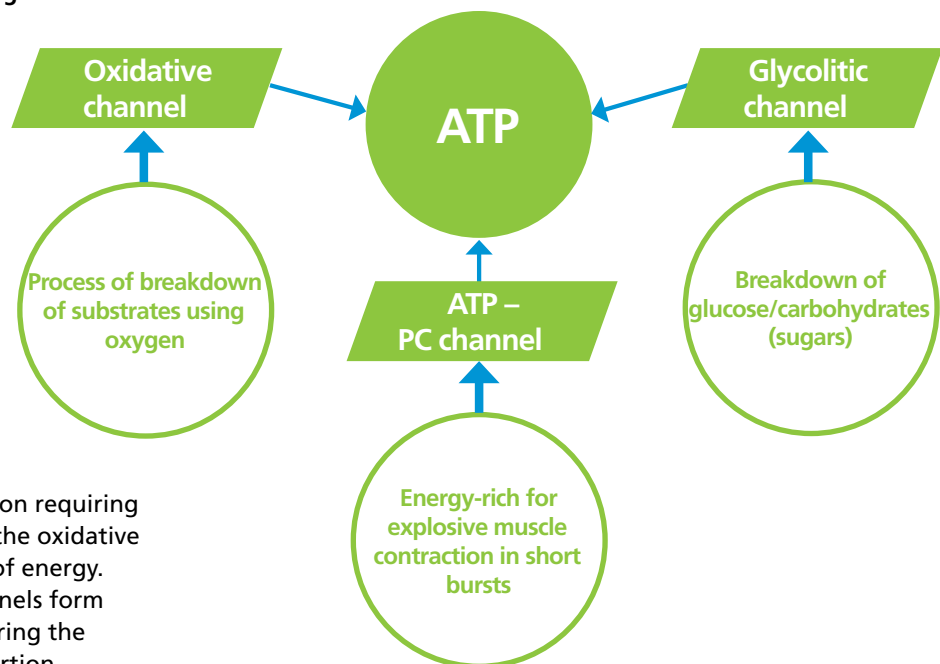 Oxidative
channel
ATP
Glycolitic
channel
Process of breakdown
of substrates using
oxygen
ATP –
PC channel
Breakdown of
glucose/carbohydrates
(sugars)
Energy-rich for
explosive muscle
contraction in short
bursts
on requiring
the oxidative
of energy.
nels form
ring the